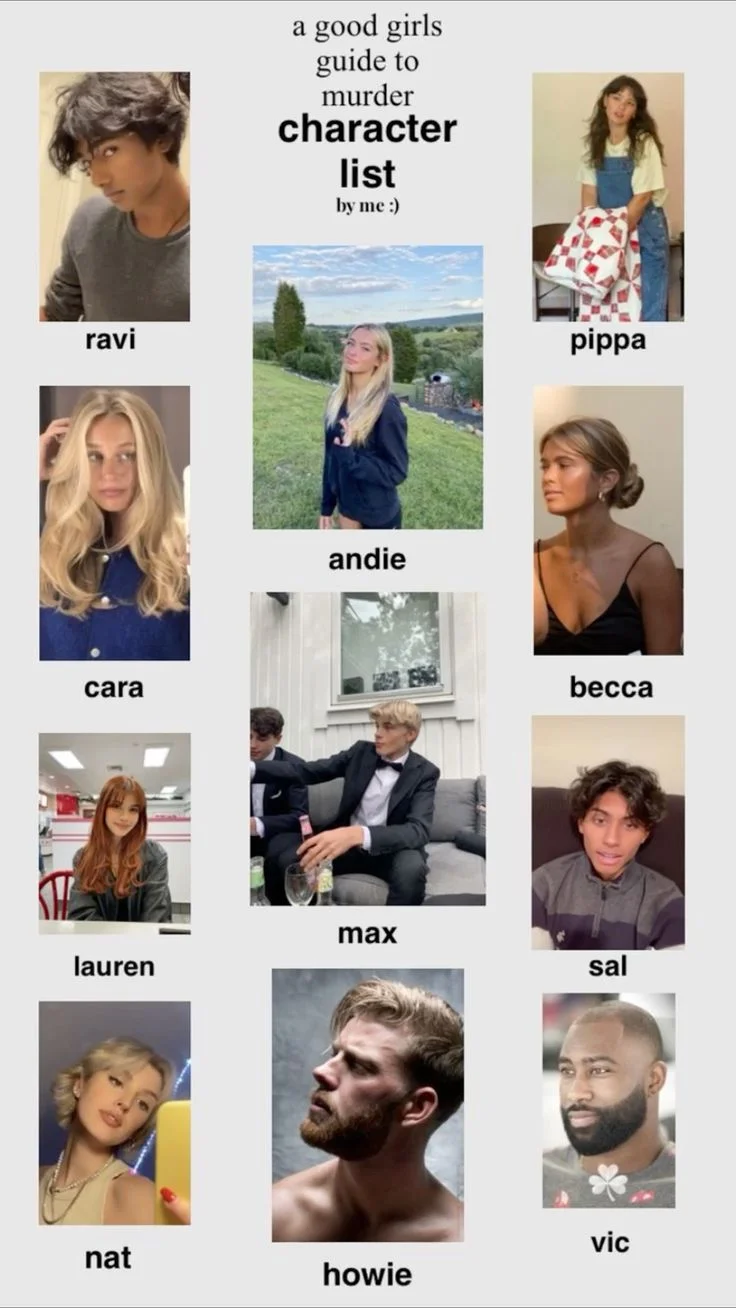 a good girls
guide to
murder
character
list
by me :)
ravi
pippa
andie
cara
becca
max
lauren
sal
nat
howie
vic